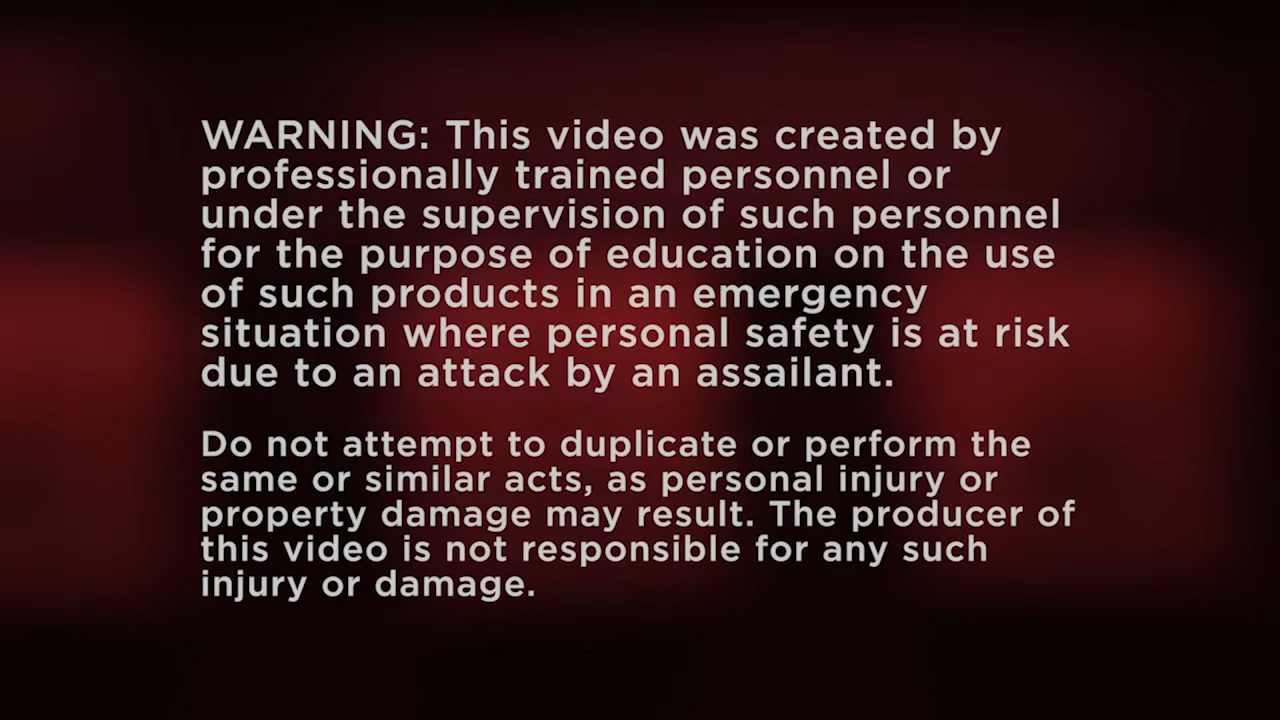 WARNING: This video was created by
professionally trained personnel or
under the supervision of such personnel
for the purpose of education on the use
of such products in an emergency
situation where personal safety is at risk
due to an attack by an assailant.
Do not attempt to duplicate or perform the
same or similar acts, as personal injury or
property damage may result. The producer of
this video is not responsible for any such
injury or damage.